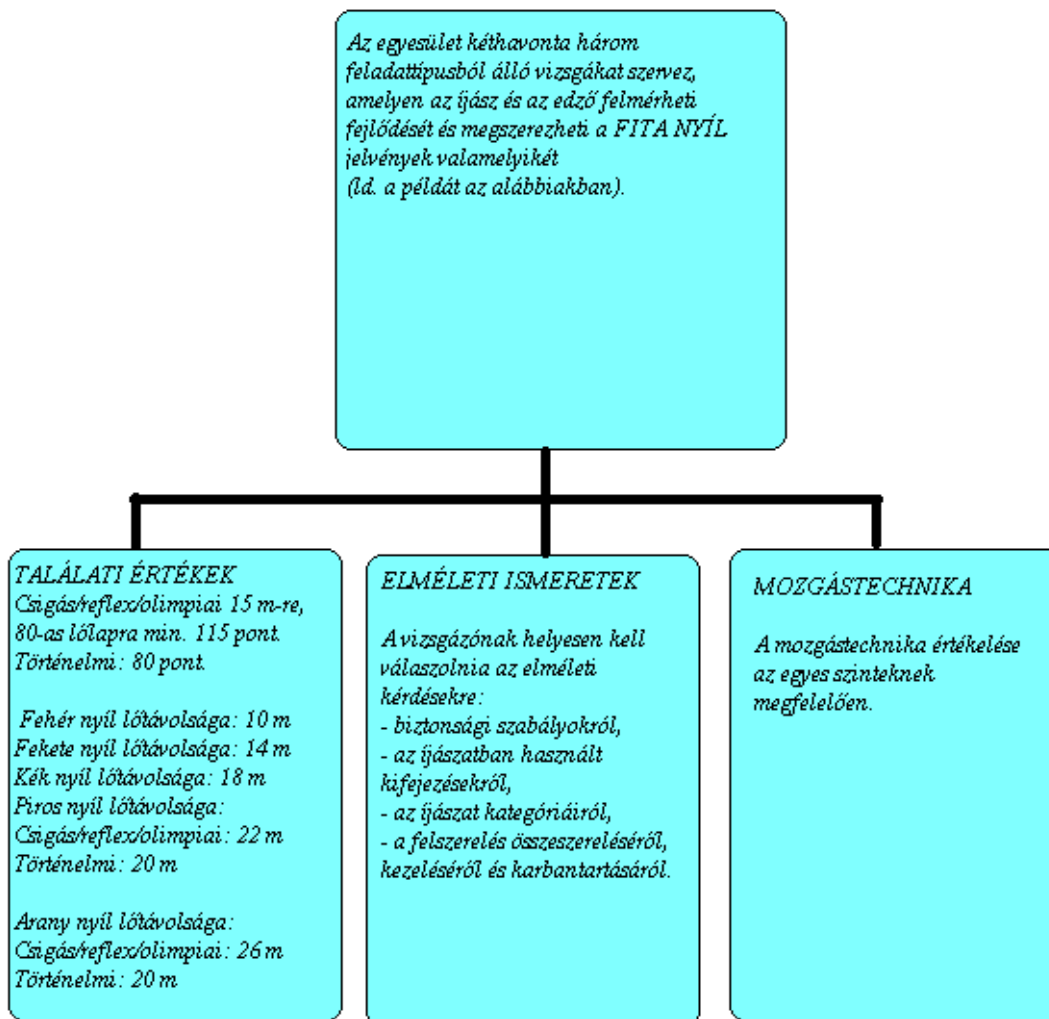 Az egyesület kéthavonta három
feladattípusból álló vizsgákat szervez,
amelyen az íjász és az edző felmérheti
fejlődését és megszerezheti a FITA NYÍL
jelvények valamelyikét
(ld. a példát az alábbiakban).
TALÁLATI ÉRTÉKEK
Csigás/reflex/olimpiai 15 m-re,
80-as lőlapra min. 115 pont.
Történelmi: 80 pont.
Fehér nyíl lőtávolsága: 10 m
Fekete nyíl lőtávolsága: 14 m
Kék nyíl lőtávolsága: 18 m
Piros nyíl lőtávolsága:
Csigás/reflex/olimpiai: 22 m
Történelmi: 20 m
Arany nyíl lőtávolsága:
Csigás/reflex/olimpiai: 26 m
Történelmi: 20 m
ELMÉLETI ISMERETEK
A vizsgázónak helyesen kell
válaszolnia az elméleti
kérdésekre:
- biztonsági szabályokról,
- az íjászatban használt
kifejezésekről,
- az íjászat kategóriáiról,
- a felszerelés összeszereléséről,
kezeléséről és karbantartásáról.
MOZGÁSTECHNIKA
A mozgástechnika értékelése
az egyes szinteknek
megfelelően.